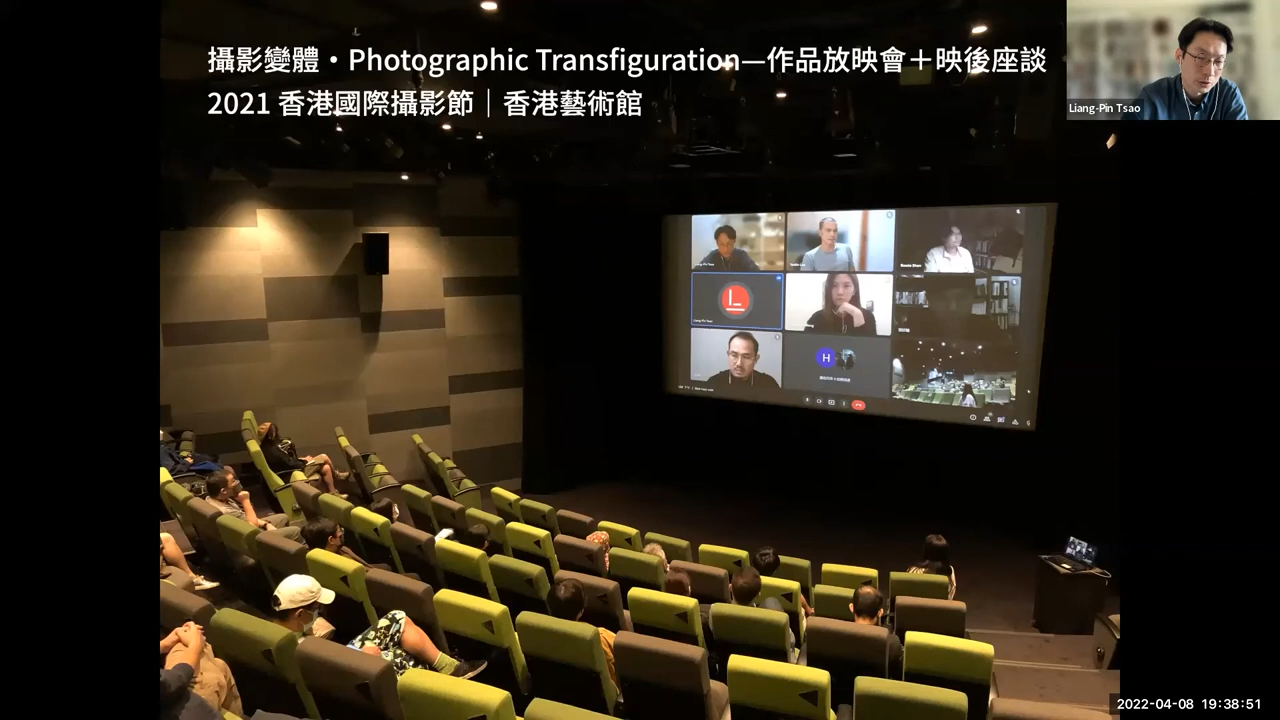 攝影變體・Photographic Transfiguration—作品放映會＋映後座談
2021 香港國際攝影節｜香港藝術館
Liang-Pin Tsao
L
H
2022-04-08 19:38:51